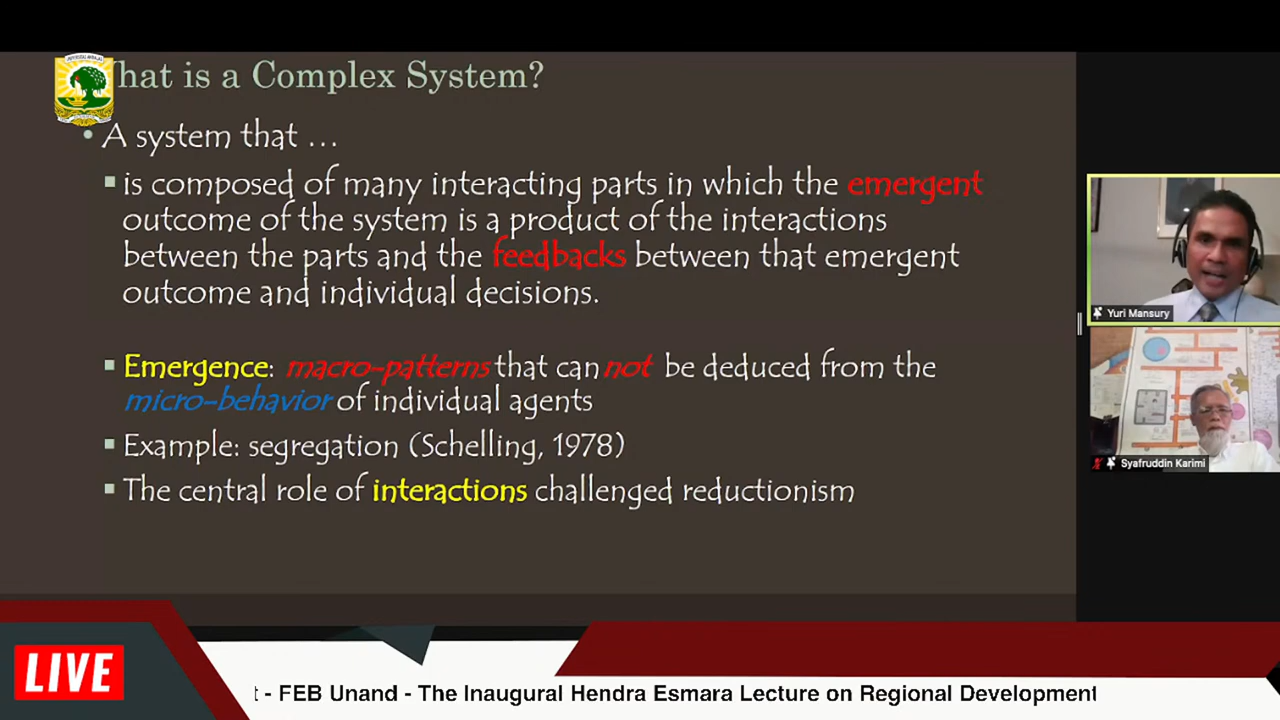 hat is a Complex System?
• A system that ...
▪ is composed of many interacting parts in which the emergent
outcome of the system is a product of the interactions
between the parts and the feedbacks between that emergent
outcome and individual decisions.
▪ Emergence: macro-patterns that can not be deduced from the
micro-behavior of individual agents
▪ Example: segregation (Schelling, 1978)
▪ The central role of interactions challenged reductionism
Yuri Mansury
Syafruddin Karimi
LIVE
t - FEB Unand - The Inaugural Hendra Esmara Lecture on Regional Development